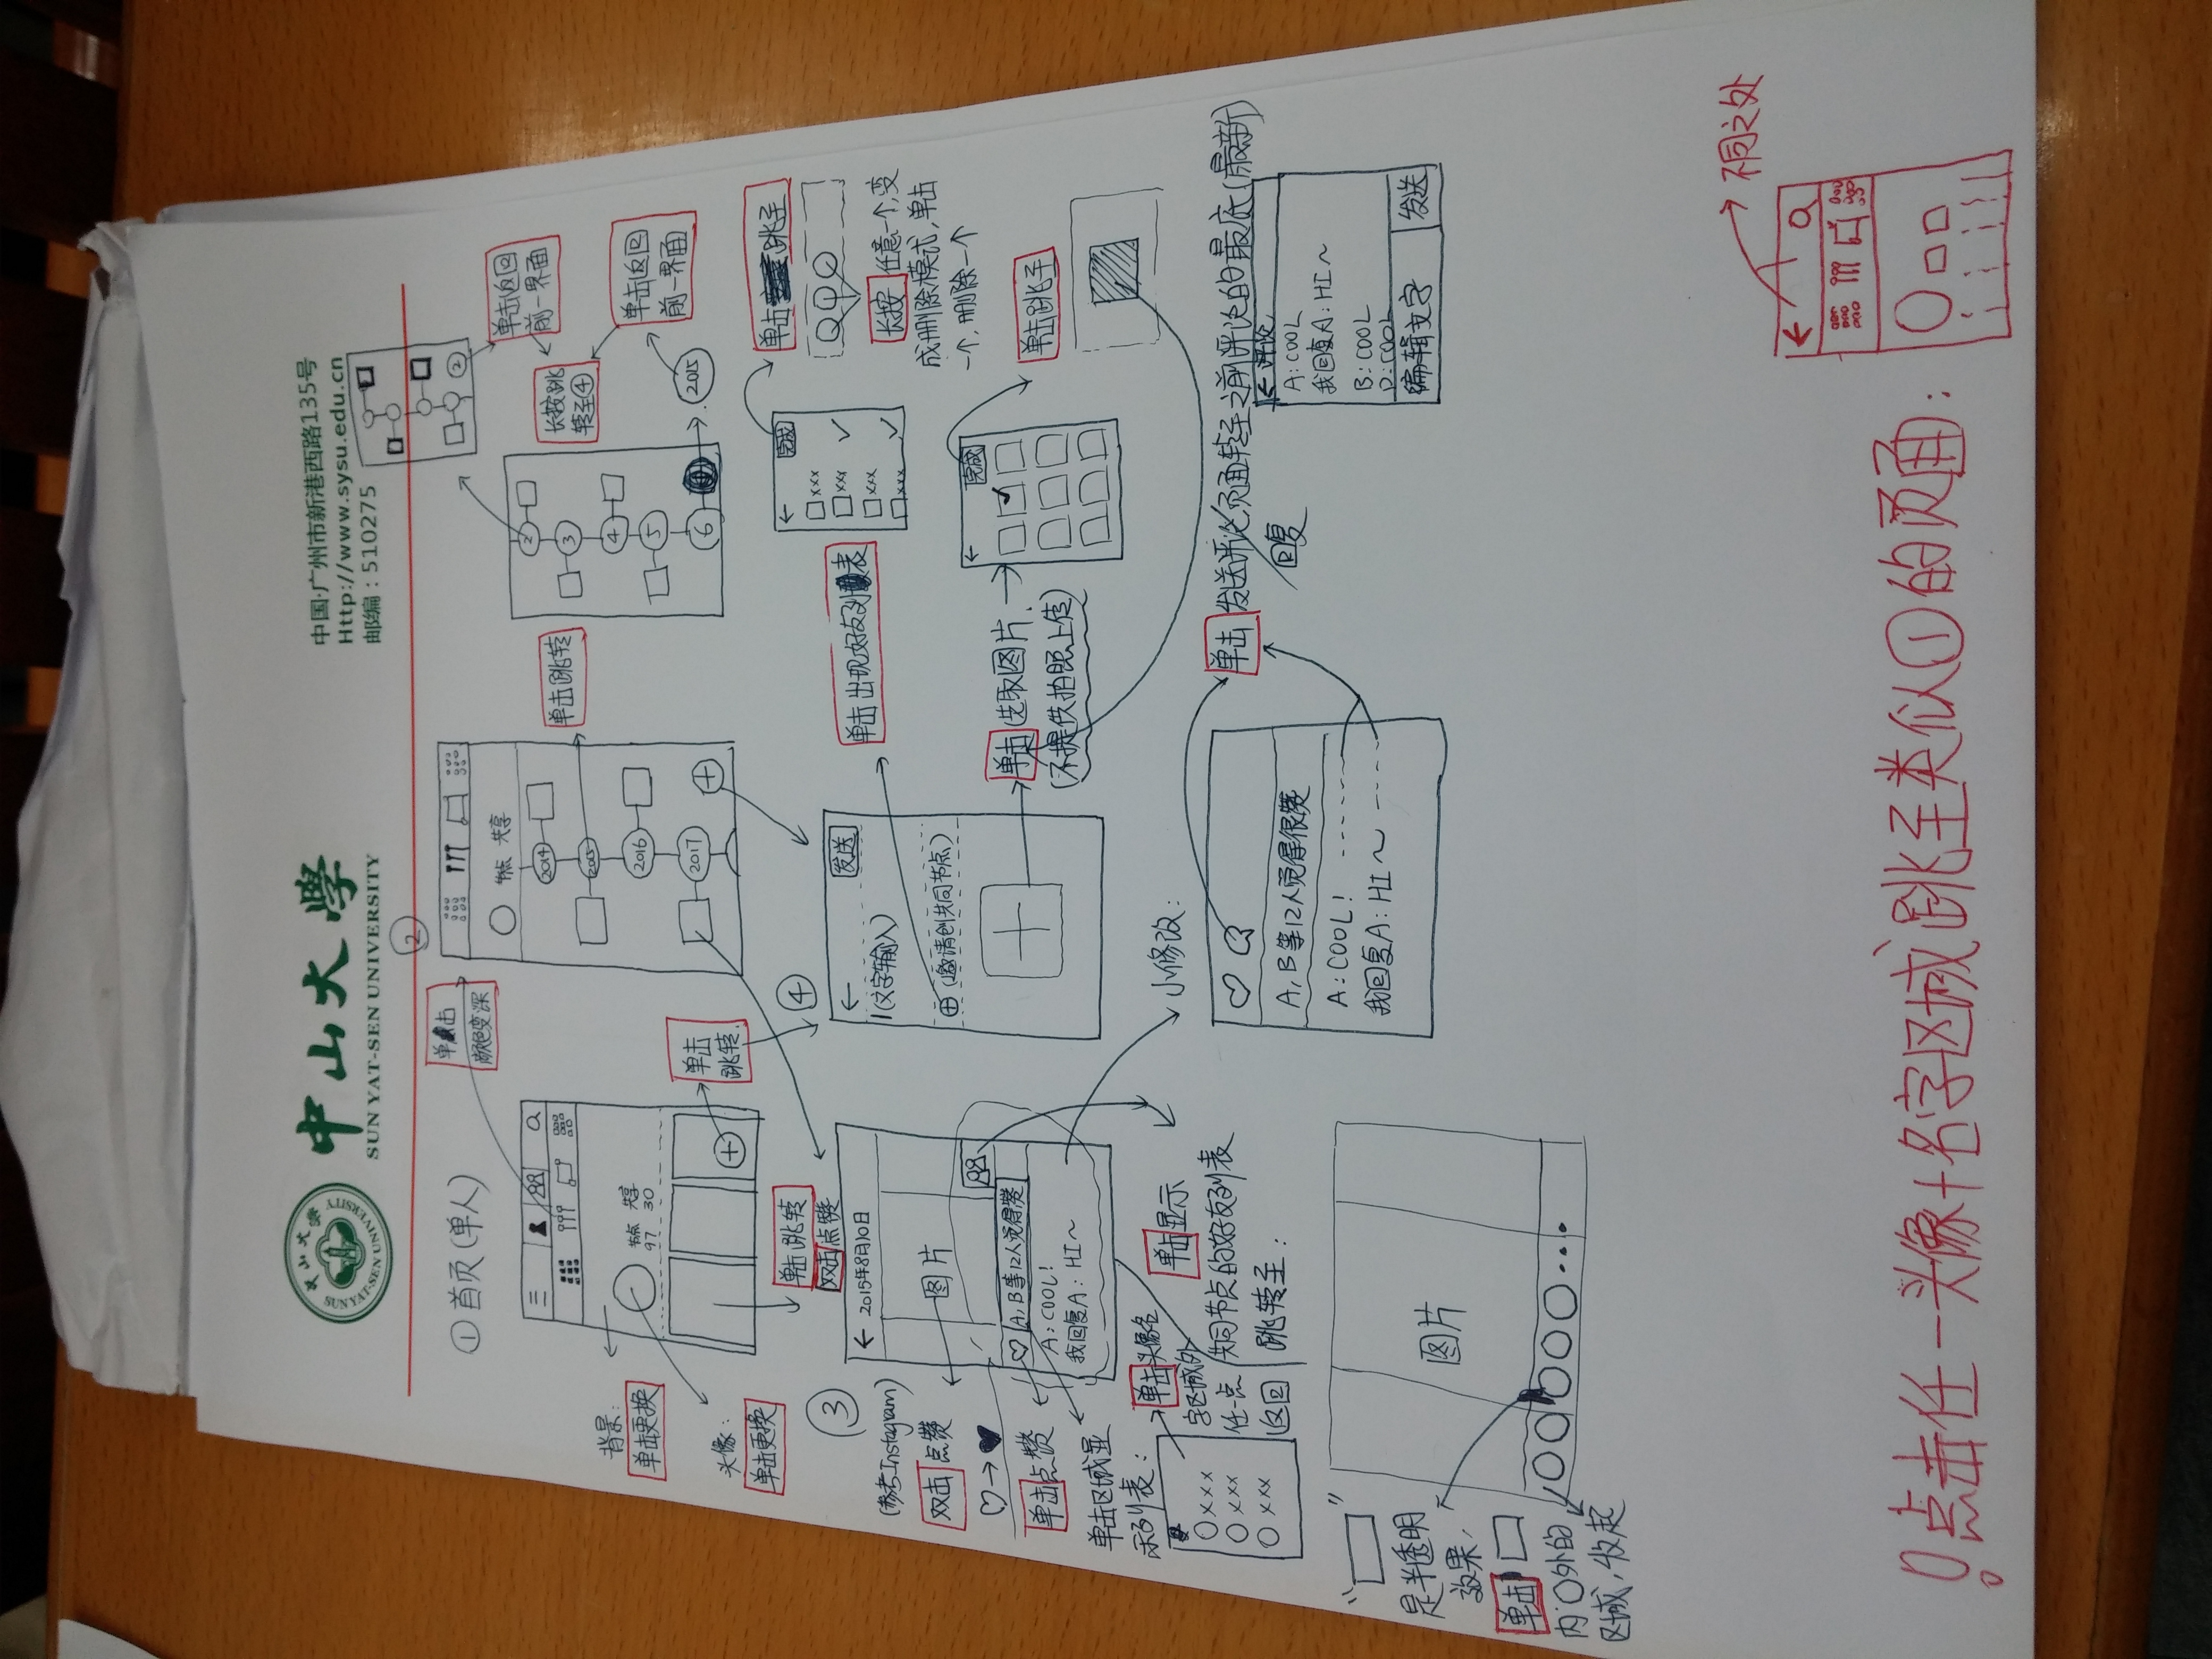 中山大學
SUN YAT-SEN UNIVERSITY
中山大學
SUN YAT-SEN UNIVERSITY
中国·广州市新港西路135号
Http://www.sysu.edu.cn
邮编：510275
②
① 首页(单人)
单击
颜色变深
节点 共享
97 30
背景:
单击更换
头像:
单击更换
单击
跳转
单击跳转
双击点赞
节点 共享
2014
2015
2016
2017
单击跳转
2
3
4
5
6
2015
②
单击返回
前一界面
长按跳
转至④
单击返回
前一界面
③
(参考Instagram)
双击点赞
♡→♥
单击点赞
单击区域显
示列表:
← 2015年8月10日
图片
♡ A,B等12人觉得赞
A:COOL!
我回复A: HI~
④
← 发送
(文字输入)
⊕(邀请创共同节点)
单击出现好友列表
← 完成
xxx
xxx
xxx
xxx
单击跳至
长按任意一个,变
成删除模式,单击
一个,删除一个
单击选取图片.
(不提供拍照上传)
← 完成
单击跳至
xxx
xxx
xxx
单击头像名
字区域外
任一点
返回
单击显示
共同节点的好友列表
跳转至:
小修改:
A,B等12人觉得很赞
A:COOL!
我回复A: HI~
单击发送评论,页面转至之前评论的最底(最新)
回复
← 评论
A:COOL
我回复A: HI~
B:COOL
D:COOL
编辑文字 发送
“ ”
是半透明
效果,
单击
内○外的
区域,收起
图片
不同之处
!点击任一头像+名字区域跳至类似①的页面: